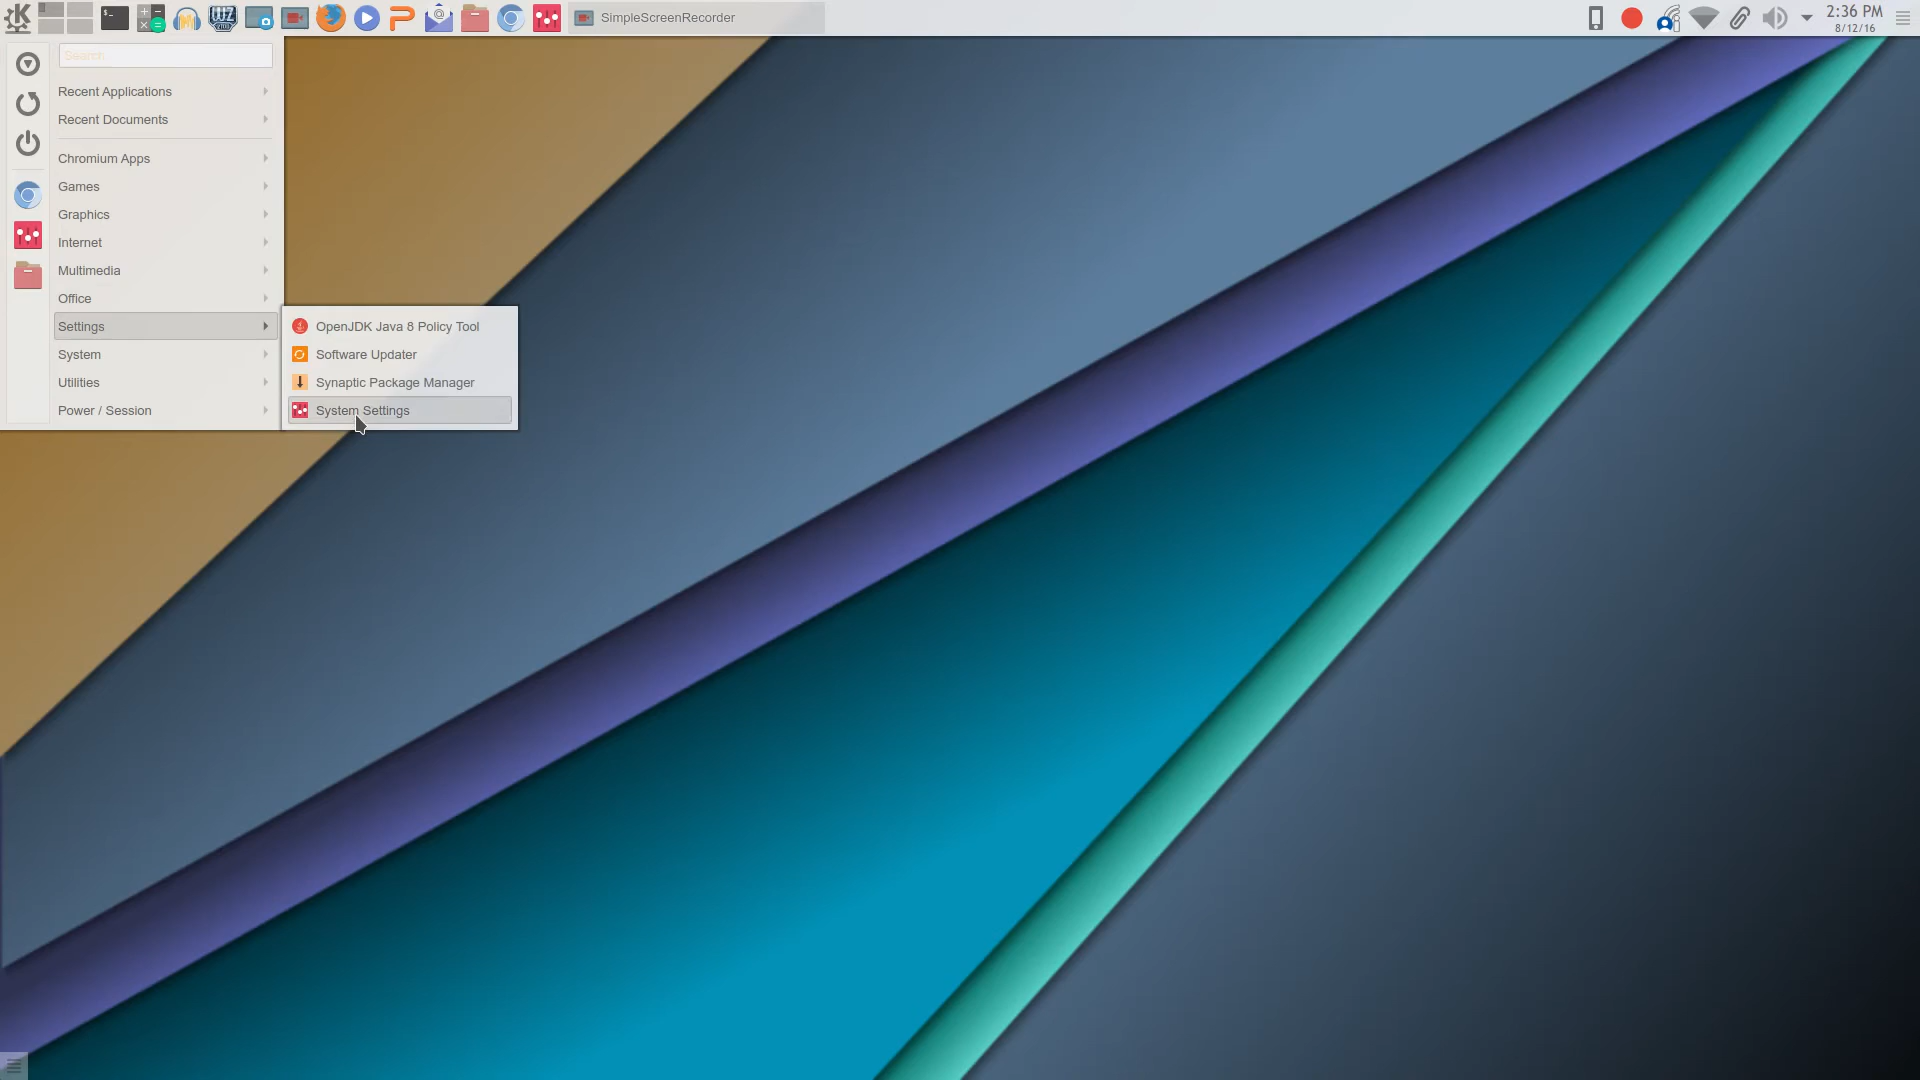 SimpleScreenRecorder
2:36 PM
8/12/16
Search
Recent Applications
Recent Documents
Chromium Apps
Games
Graphics
Internet
Multimedia
Office
Settings
System
Utilities
Power / Session
OpenJDK Java 8 Policy Tool
Software Updater
Synaptic Package Manager
System Settings